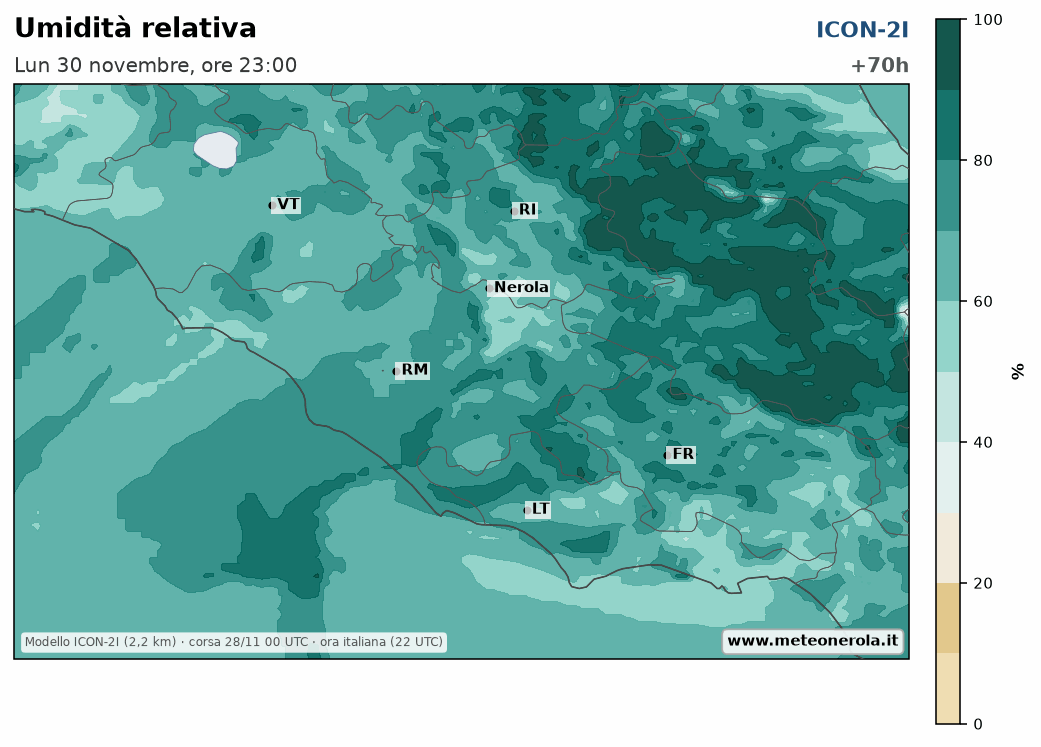 Umidità relativa
ICON-2I
Lun 30 novembre, ore 23:00
+70h
100
80
60
40
20
0
%
VT
RI
Nerola
RM
FR
LT
Modello ICON-2I (2,2 km) · corsa 28/11 00 UTC · ora italiana (22 UTC)
www.meteonerola.it